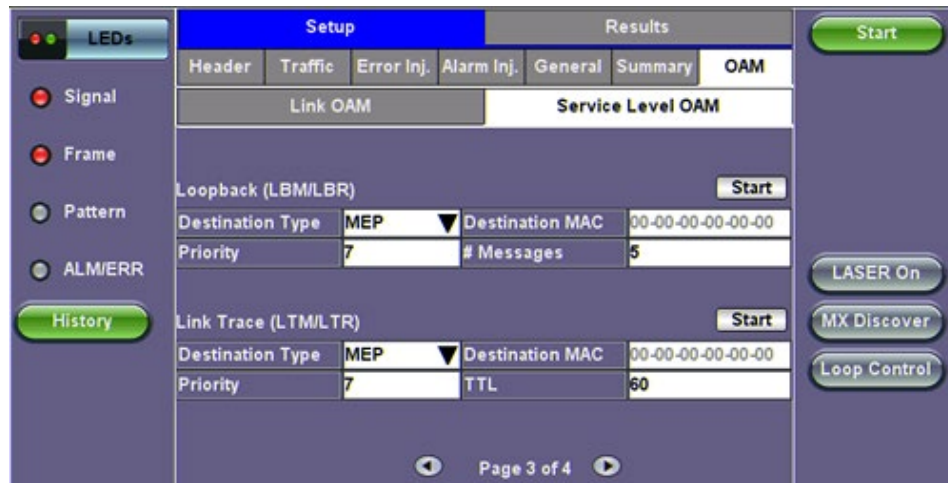 LEDs
Signal
Frame
Pattern
ALM/ERR
History
Setup Results
Header Traffic Error Inj. Alarm Inj. General Summary OAM
Link OAM Service Level OAM
Loopback (LBM/LBR) Start
Destination Type MEP Destination MAC 00-00-00-00-00-00
Priority 7 # Messages 5
Link Trace (LTM/LTR) Start
Destination Type MEP Destination MAC 00-00-00-00-00-00
Priority 7 TTL 60
Page 3 of 4
Start
LASER On
MX Discover
Loop Control